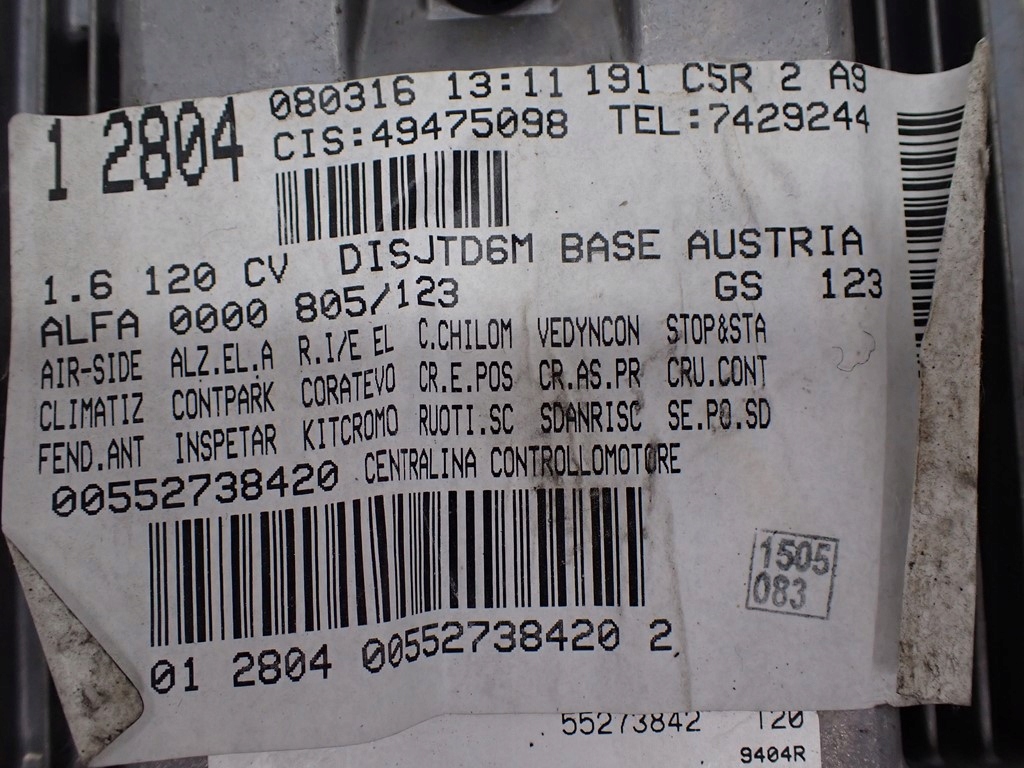 1 2804 080316 13:11 191 C5R 2 A9
CIS:49475098 TEL:7429244
1.6 120 CV DISJTD6M BASE AUSTRIA
ALFA 0000 805/123 GS 123
AIR-SIDE ALZ.EL.A R.I/E EL C.CHILOM VEDYNCON STOP&STA
CLIMATIZ CONTPARK CORATEVO CR.E.POS CR.AS.PR CRU.CONT
FEND.ANT INSPETAR KITCROMO RUOTI.SC SDANRISC SE.PO.SD
00552738420 CENTRALINA CONTROLLOMOTORE
1505
083
01 2804 00552738420 2
55273842 T20
9404R